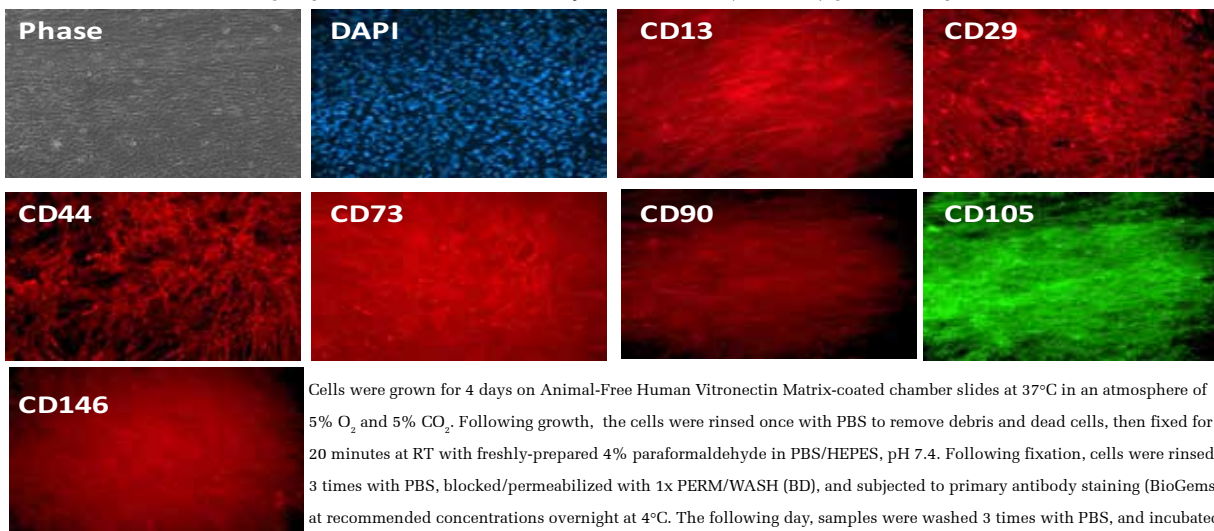 Phase
DAPI
CD13
CD29
CD44
CD73
CD90
CD105
CD146
Cells were grown for 4 days on Animal-Free Human Vitronectin Matrix-coated chamber slides at 37°C in an atmosphere of
5% O₂ and 5% CO₂. Following growth, the cells were rinsed once with PBS to remove debris and dead cells, then fixed for
20 minutes at RT with freshly-prepared 4% paraformaldehyde in PBS/HEPES, pH 7.4. Following fixation, cells were rinsed
3 times with PBS, blocked/permeabilized with 1x PERM/WASH (BD), and subjected to primary antibody staining (BioGems
at recommended concentrations overnight at 4°C. The following day, samples were washed 3 times with PBS, and incubated